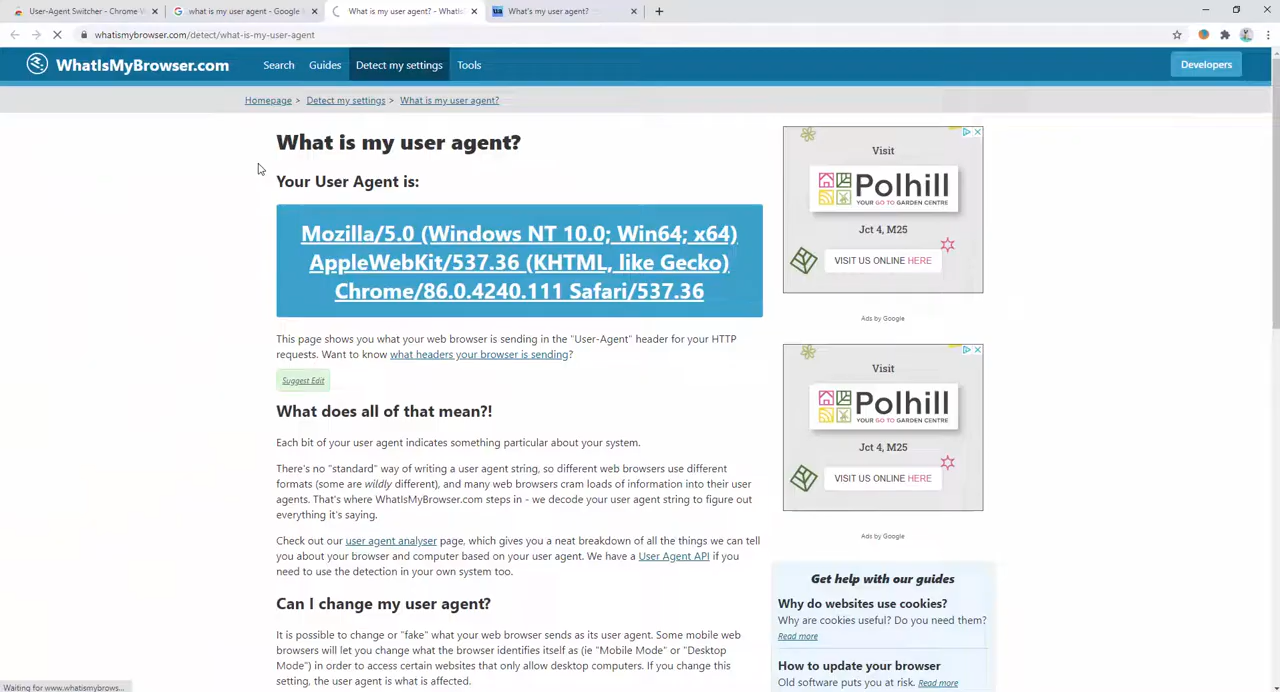 User-Agent Switcher - Chrome W
what is my user agent - Google
What is my user agent? - WhatIs
What's my user agent?
whatismybrowser.com/detect/what-is-my-user-agent
WhatIsMyBrowser.com
Search
Guides
Detect my settings
Tools
Developers
Homepage > Detect my settings > What is my user agent?
What is my user agent?
Your User Agent is:
Mozilla/5.0 (Windows NT 10.0; Win64; x64)
AppleWebKit/537.36 (KHTML, like Gecko)
Chrome/86.0.4240.111 Safari/537.36
This page shows you what your web browser is sending in the "User-Agent" header for your HTTP
requests. Want to know what headers your browser is sending?
Suggest Edit
What does all of that mean?!
Each bit of your user agent indicates something particular about your system.
There's no "standard" way of writing a user agent string, so different web browsers use different
formats (some are wildly different), and many web browsers cram loads of information into their user
agents. That's where WhatIsMyBrowser.com steps in - we decode your user agent string to figure out
everything it's saying.
Check out our user agent analyser page, which gives you a neat breakdown of all the things we can tell
you about your browser and computer based on your user agent. We have a User Agent API if you
need to use the detection in your own system too.
Can I change my user agent?
It is possible to change or "fake" what your web browser sends as its user agent. Some mobile web
browsers will let you change what the browser identifies itself as (ie "Mobile Mode" or "Desktop
Mode") in order to access certain websites that only allow desktop computers. If you change this
setting, the user agent is what is affected.
Visit
Polhill
YOUR GO TO GARDEN CENTRE
Jct 4, M25
VISIT US ONLINE HERE
Ads by Google
Visit
Polhill
YOUR GO TO GARDEN CENTRE
Jct 4, M25
VISIT US ONLINE HERE
Ads by Google
Get help with our guides
Why do websites use cookies?
Why are cookies useful? Do you need them?
Read more
How to update your browser
Old software puts you at risk. Read more
Waiting for www.whatismybrows...